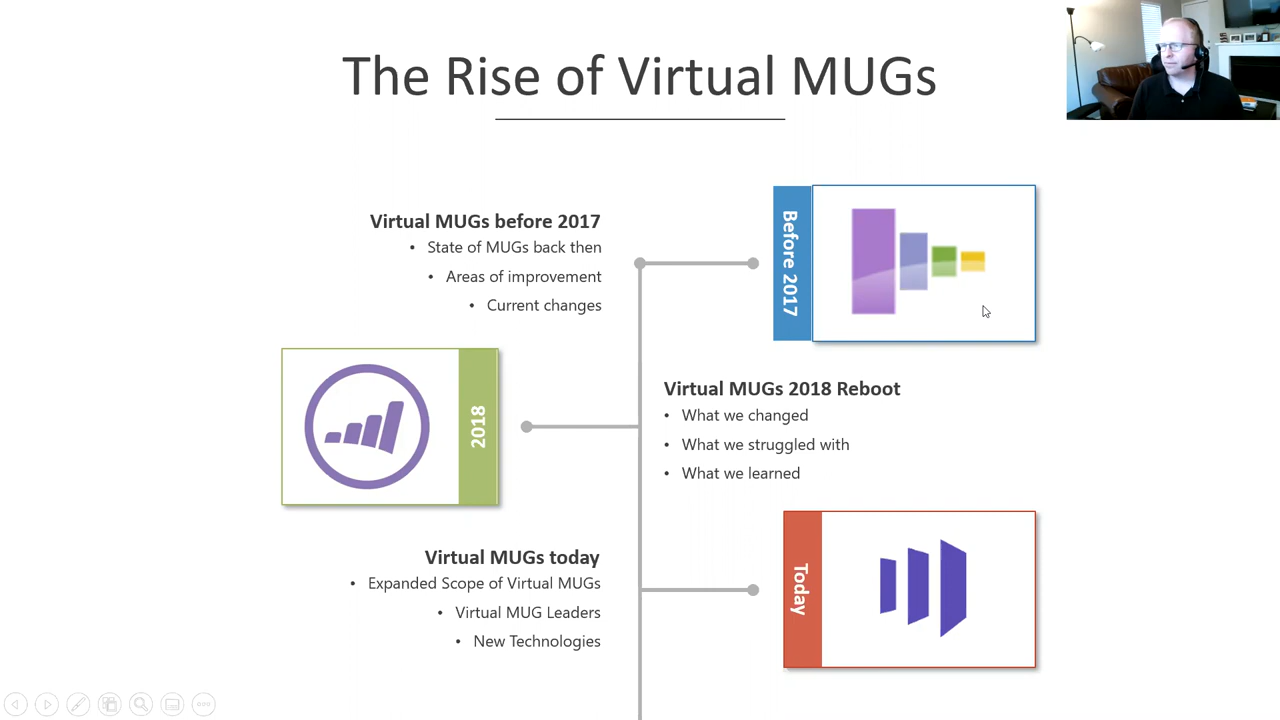 The Rise of Virtual MUGs
Virtual MUGs before 2017
• State of MUGs back then
• Areas of improvement
• Current changes
Before 2017
2018
Virtual MUGs 2018 Reboot
• What we changed
• What we struggled with
• What we learned
Virtual MUGs today
• Expanded Scope of Virtual MUGs
• Virtual MUG Leaders
• New Technologies
Today